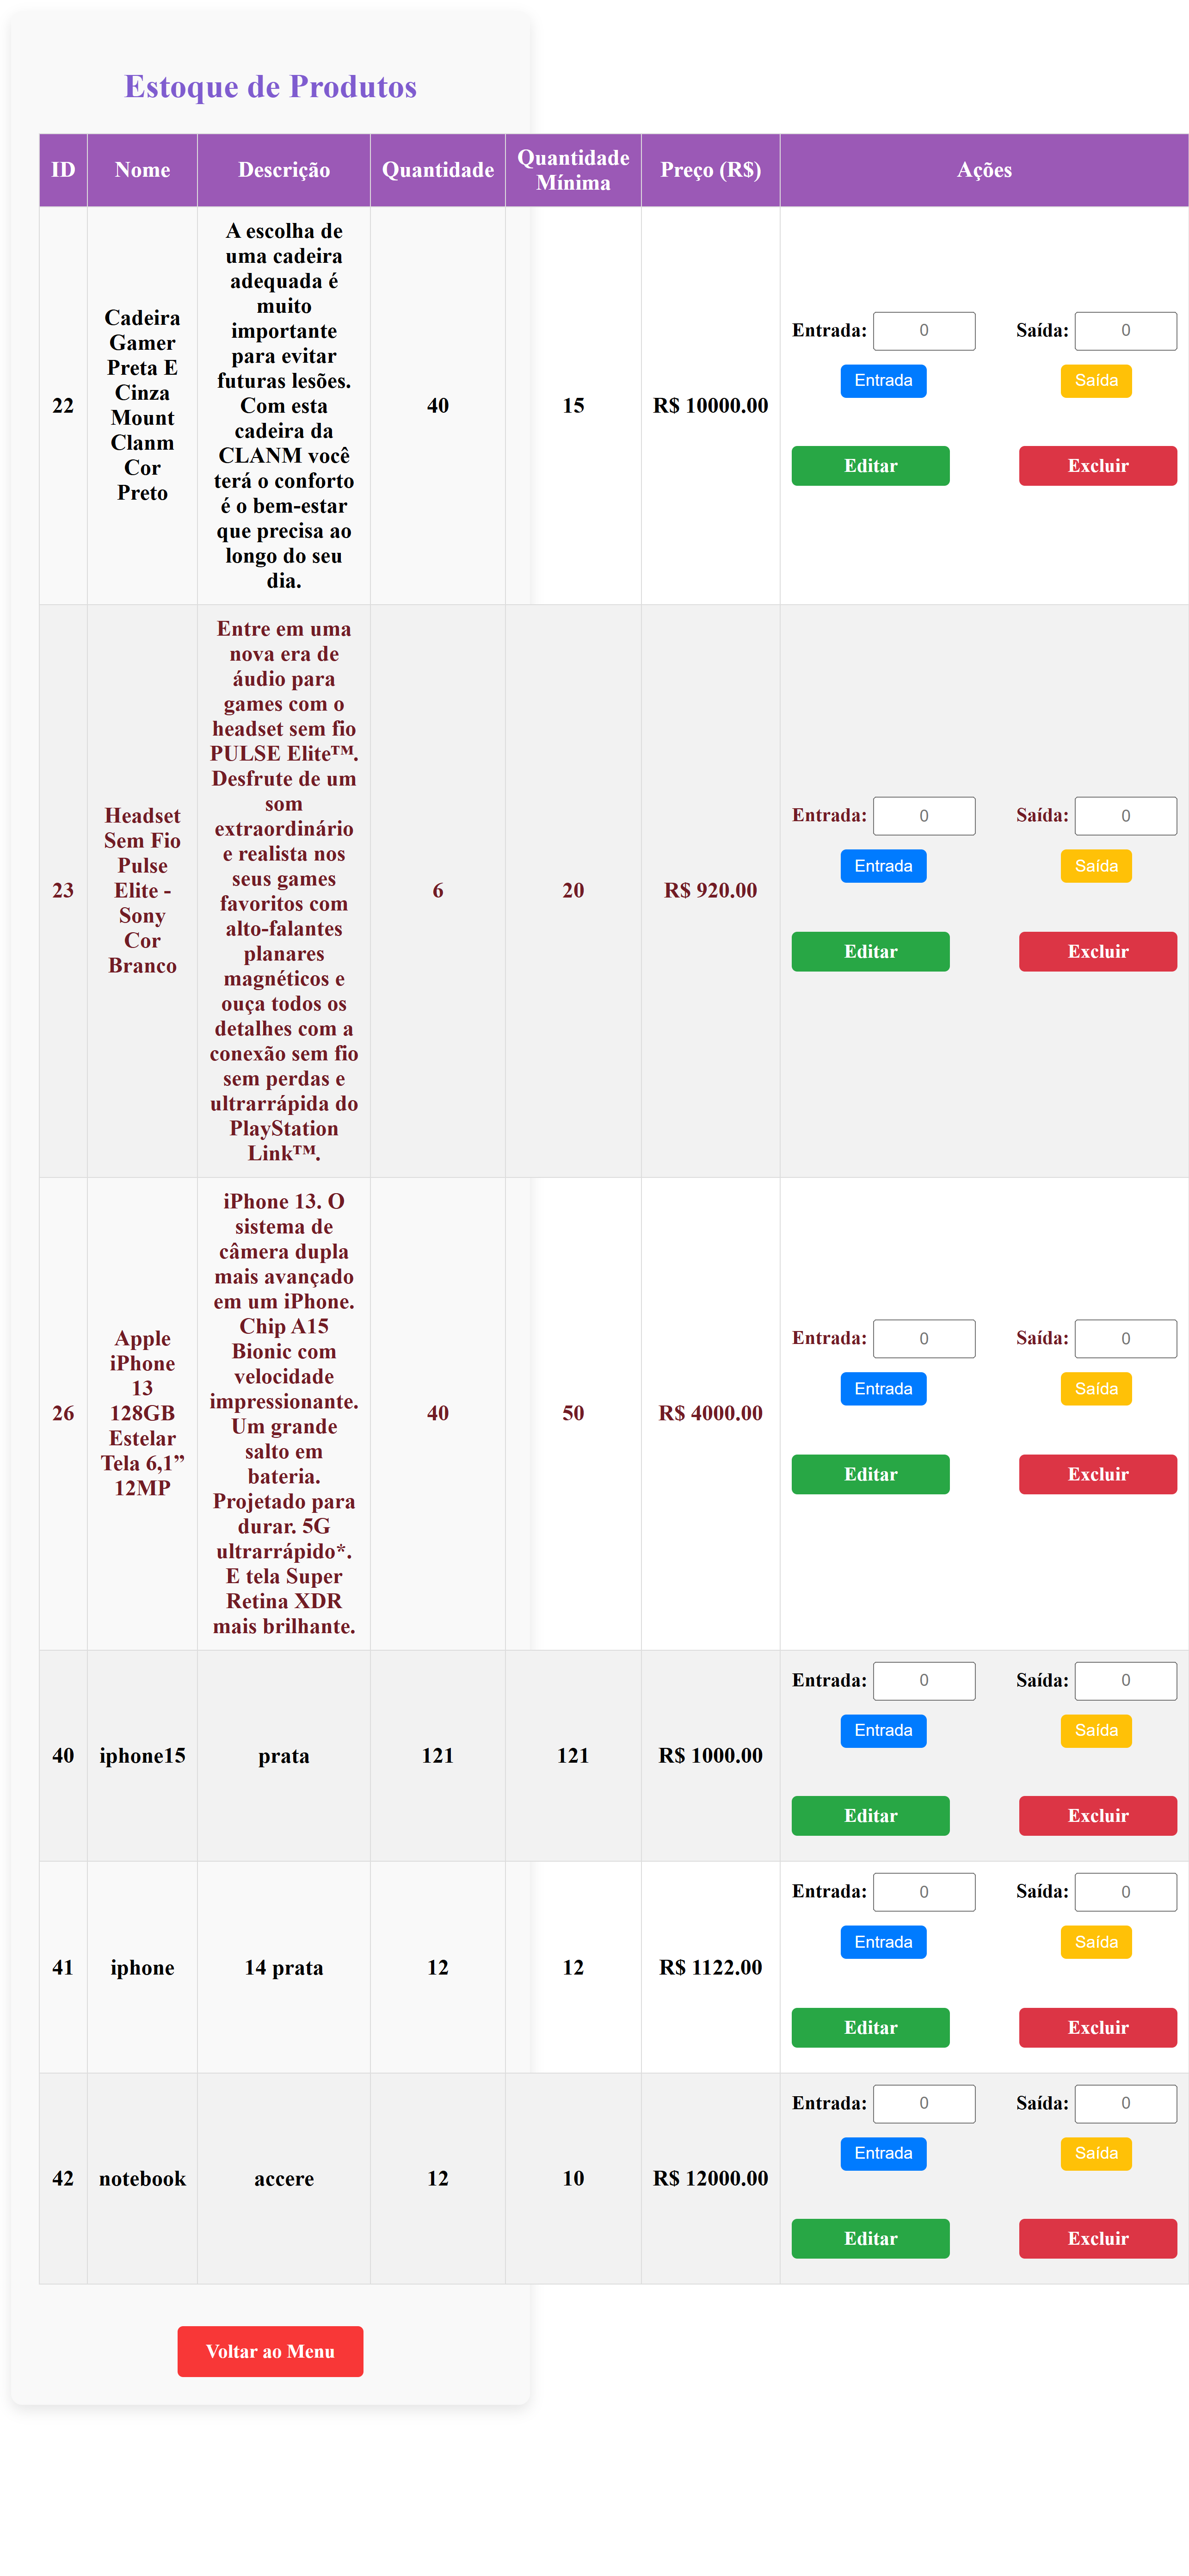 Estoque de Produtos
ID
Nome
Descrição
Quantidade
Quantidade
Mínima
Preço (R$)
Ações
22
Cadeira
Gamer
Preta E
Cinza
Mount
Clanm
Cor
Preto
A escolha de
uma cadeira
adequada é
muito
importante
para evitar
futuras lesões.
Com esta
cadeira da
CLANM você
terá o conforto
é o bem-estar
que precisa ao
longo do seu
dia.
40
15
R$ 10000.00
Entrada: 0
Saída: 0
Entrada
Saída
Editar
Excluir
23
Headset
Sem Fio
Pulse
Elite -
Sony
Cor
Branco
Entre em uma
nova era de
áudio para
games com o
headset sem fio
PULSE Elite™.
Desfrute de um
som
extraordinário
e realista nos
seus games
favoritos com
alto-falantes
planares
magnéticos e
ouça todos os
detalhes com a
conexão sem fio
sem perdas e
ultrarrápida do
PlayStation
Link™.
6
20
R$ 920.00
Entrada: 0
Saída: 0
Entrada
Saída
Editar
Excluir
26
Apple
iPhone
13
128GB
Estelar
Tela 6,1”
12MP
iPhone 13. O
sistema de
câmera dupla
mais avançado
em um iPhone.
Chip A15
Bionic com
velocidade
impressionante.
Um grande
salto em
bateria.
Projetado para
durar. 5G
ultrarrápido*.
E tela Super
Retina XDR
mais brilhante.
40
50
R$ 4000.00
Entrada: 0
Saída: 0
Entrada
Saída
Editar
Excluir
40
iphone15
prata
121
121
R$ 1000.00
Entrada: 0
Saída: 0
Entrada
Saída
Editar
Excluir
41
iphone
14 prata
12
12
R$ 1122.00
Entrada: 0
Saída: 0
Entrada
Saída
Editar
Excluir
42
notebook
accere
12
10
R$ 12000.00
Entrada: 0
Saída: 0
Entrada
Saída
Editar
Excluir
Voltar ao Menu